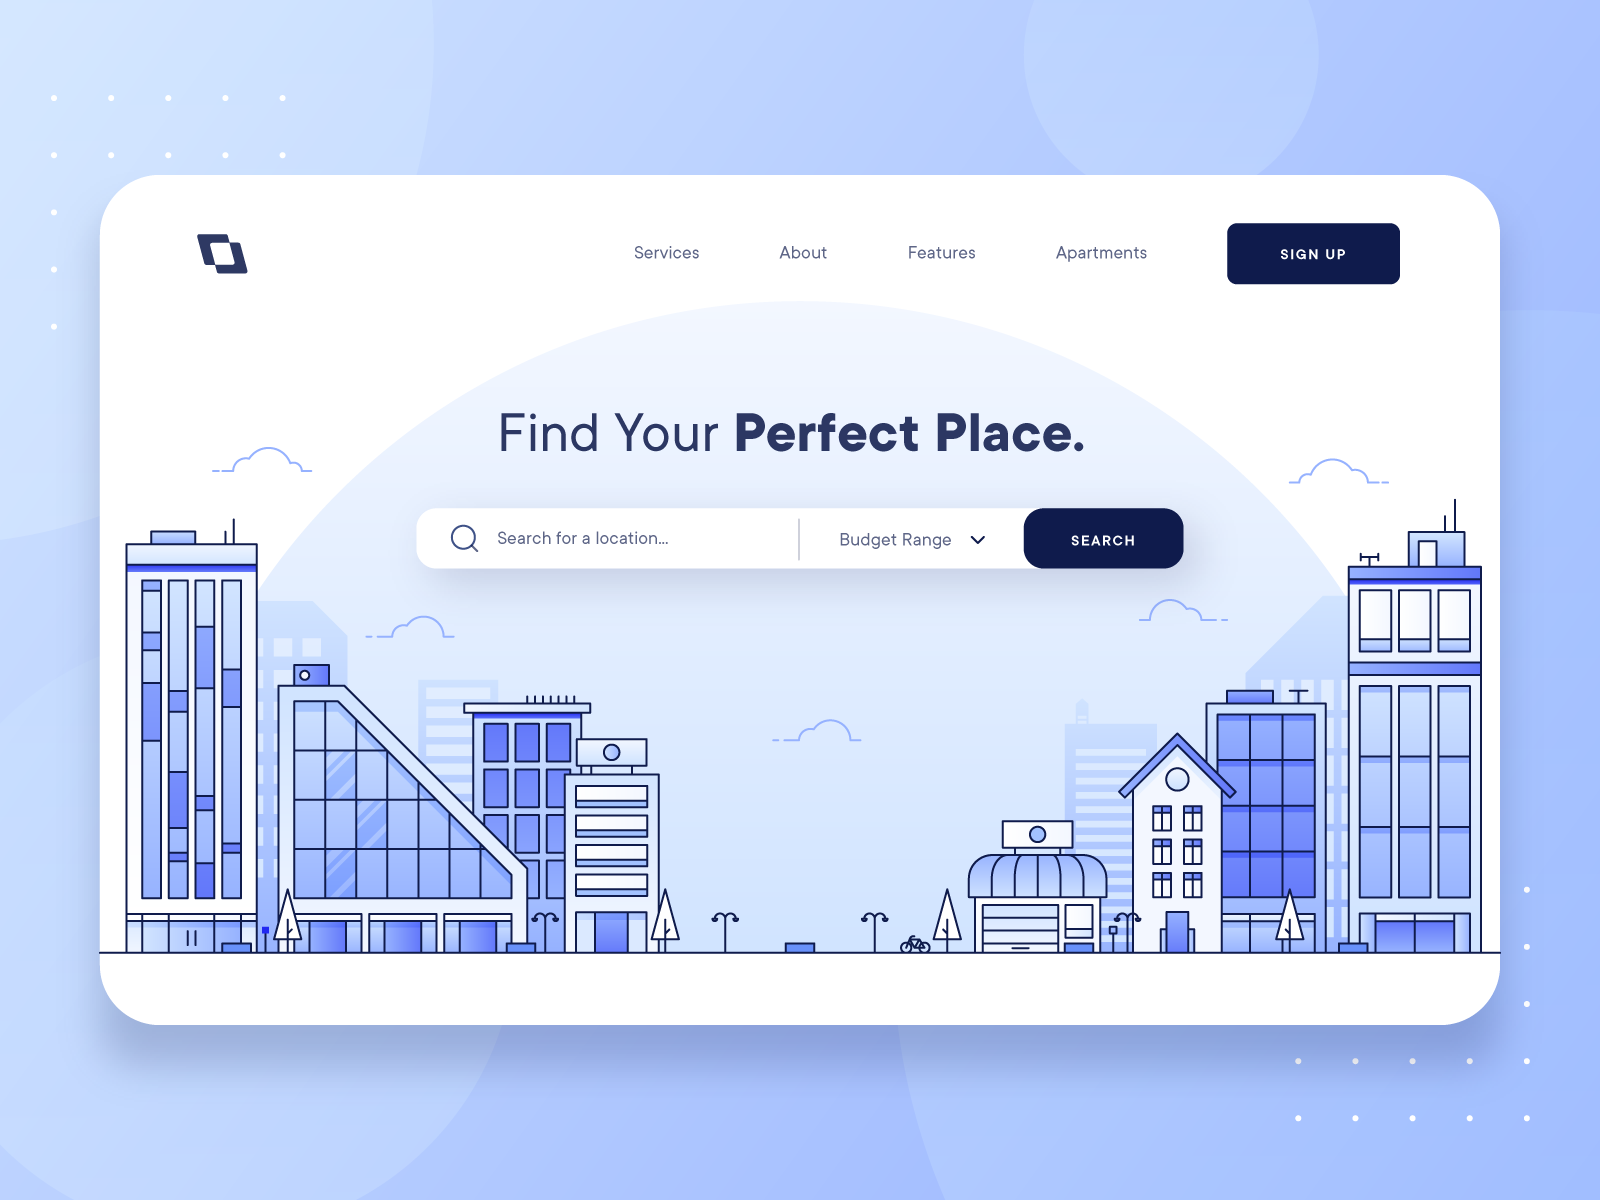 Services About Features Apartments SIGN UP
Find Your Perfect Place.
Search for a location... Budget Range SEARCH